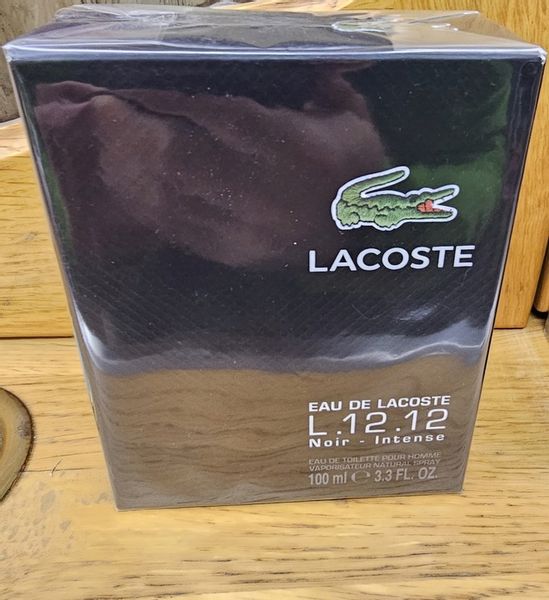 LACOSTE
EAU DE LACOSTE
L.12.12
Noir - Intense
EAU DE TOILETTE POUR HOMME
VAPORISATEUR NATURAL SPRAY
100 ml ℮ 3.3 FL. OZ.